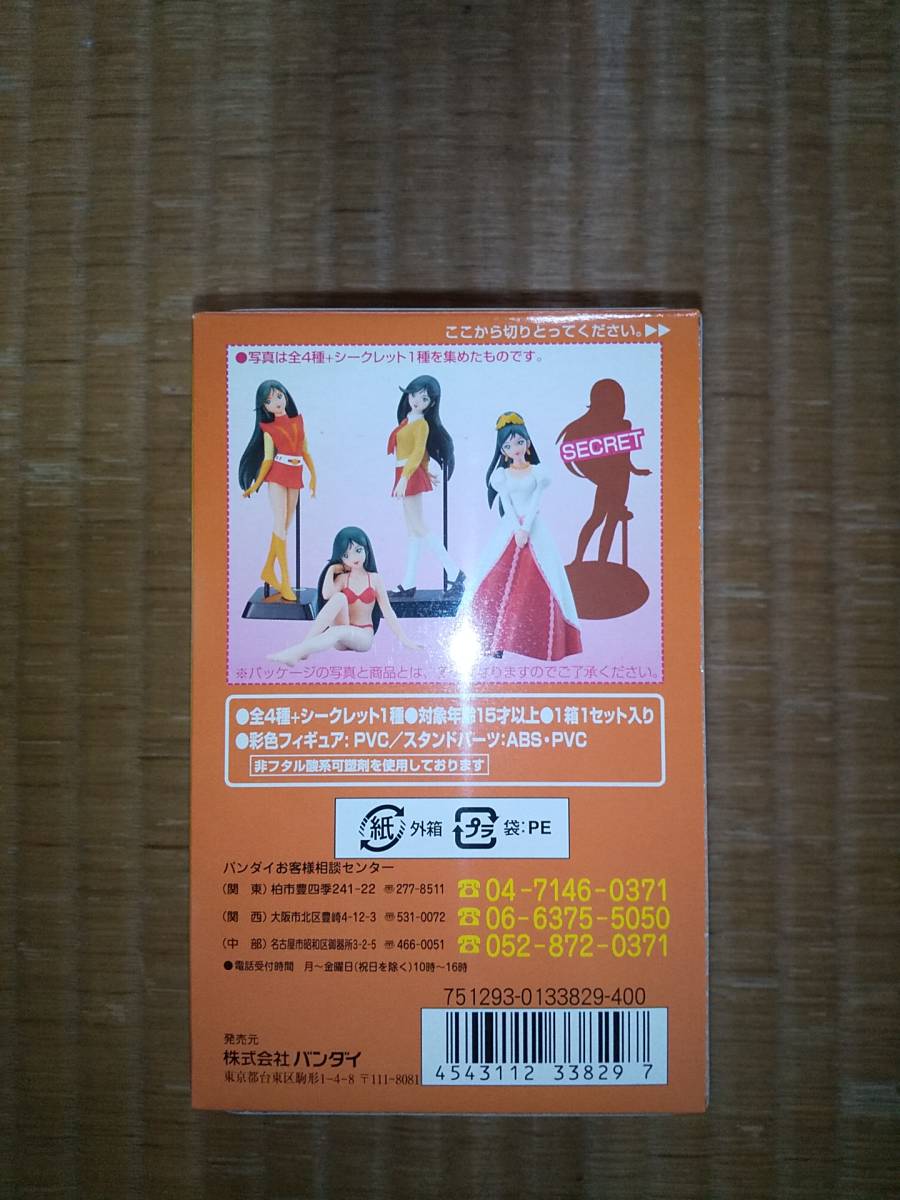 ここから切りとってください。▶▶
●写真は全4種+シークレット1種を集めたものです。
SECRET
※パッケージの写真と商品とは、 なりますのでご了承ください。
●全4種+シークレット1種●対象年齢15才以上●1箱1セット入り
●彩色フィギュア:PVC/スタンドパーツ:ABS・PVC
非フタル酸系可塑剤を使用しております
紙 外箱 プラ 袋:PE
バンダイお客様相談センター
(関 東)柏市豊四季241-22 〒277-8511 ☎04-7146-0371
(関 西)大阪市北区豊崎4-12-3 〒531-0072 ☎06-6375-5050
(中 部)名古屋市昭和区御器所3-2-5 〒466-0051 ☎052-872-0371
●電話受付時間 月～金曜日(祝日を除く)10時～16時
751293-0133829-400
4543112 338297
発売元
株式会社 バンダイ
東京都台東区駒形1-4-8 〒111-8081